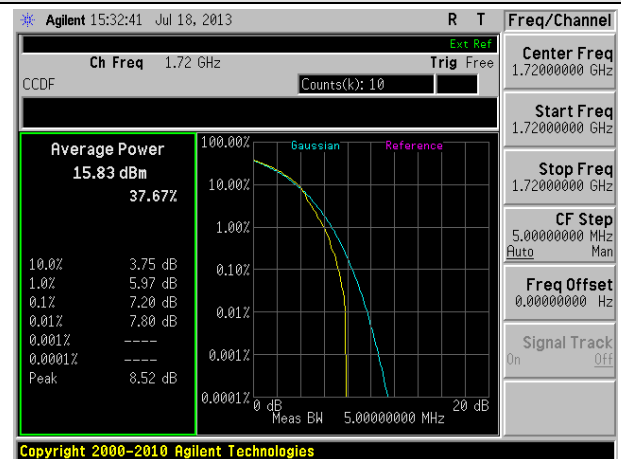 Agilent 15:32:41 Jul 18, 2013 R T
Freq/Channel
Ext Ref
Ch Freq 1.72 GHz Trig Free
CCDF Counts(k): 10
Average Power
15.83 dBm
37.67%
10.0% 3.75 dB
1.0% 5.97 dB
0.1% 7.20 dB
0.01% 7.80 dB
0.001% ----
0.0001% ----
Peak 8.52 dB
Gaussian Reference
100.00%
10.00%
1.00%
0.10%
0.01%
0.001%
0.0001%
0 dB 20 dB
Meas BW 5.00000000 MHz
Center Freq
1.72000000 GHz
Start Freq
1.72000000 GHz
Stop Freq
1.72000000 GHz
CF Step
5.00000000 MHz
Auto Man
Freq Offset
0.00000000 Hz
Signal Track
On Off
Copyright 2000-2010 Agilent Technologies